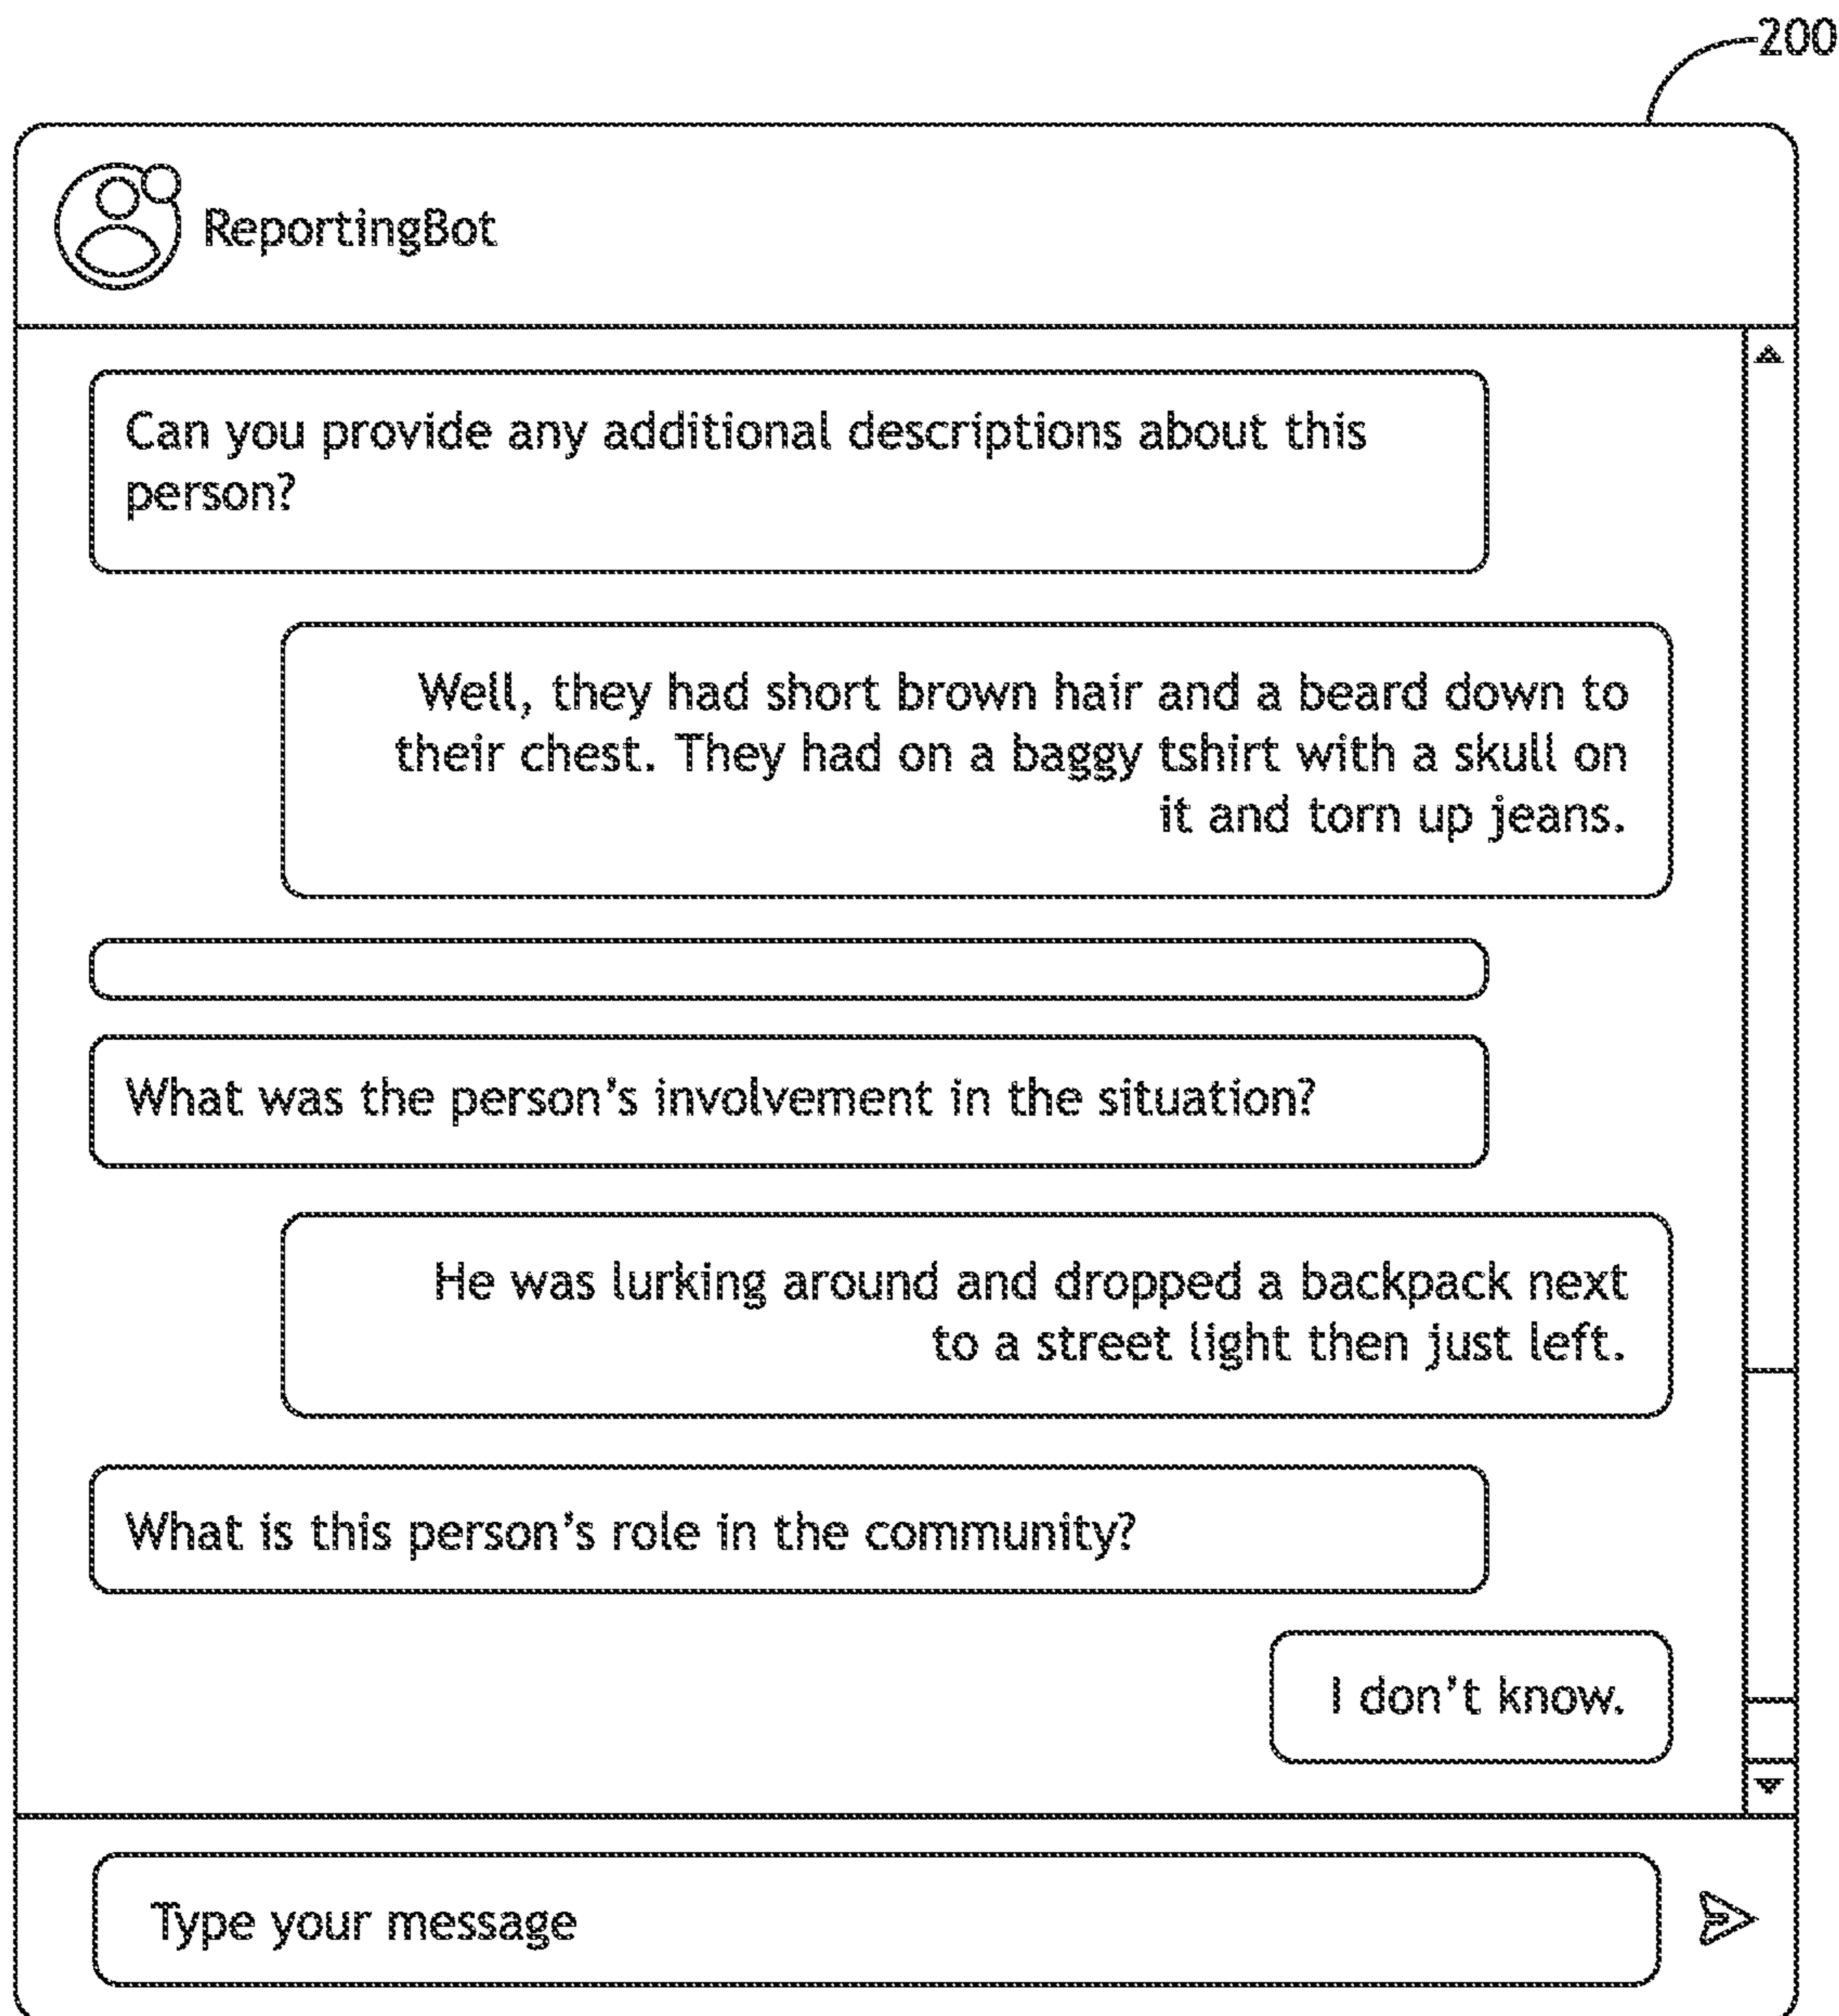 200
ReportingBot
Can you provide any additional descriptions about this
person?
Well, they had short brown hair and a beard down to
their chest. They had on a baggy tshirt with a skull on
it and torn up jeans.
What was the person’s involvement in the situation?
He was lurking around and dropped a backpack next
to a street light then just left.
What is this person’s role in the community?
I don’t know.
Type your message